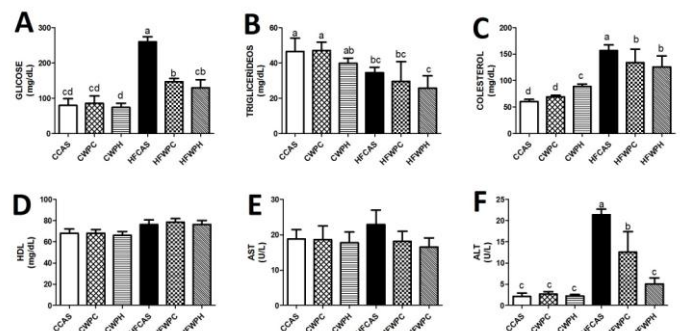 A
GLICOSE
mg/dL
300
200
100
0
cd
cd
d
a
b
cb
CCAS
CWPC
CWPH
HFCAS
HFWPC
HFWPH
B
TRIGLICERÍDEOS
mg/dL
60
40
20
0
a
a
ab
bc
bc
c
CCAS
CWPC
CWPH
HFCAS
HFWPC
HFWPH
C
COLESTEROL
mg/dL
200
150
100
50
0
d
d
c
a
b
b
CCAS
CWPC
CWPH
HFCAS
HFWPC
HFWPH
D
HDL
(mg/dL)
100
80
60
40
20
0
CCAS
CWPC
CWPH
HFCAS
HFWPC
HFWPH
E
AST
(U/L)
30
20
10
0
CCAS
CWPC
CWPH
HFCAS
HFWPC
HFWPH
F
ALT
(U/L)
25
20
15
10
5
0
c
c
c
a
b
c
CCAS
CWPC
CWPH
HFCAS
HFWPC
HFWPH